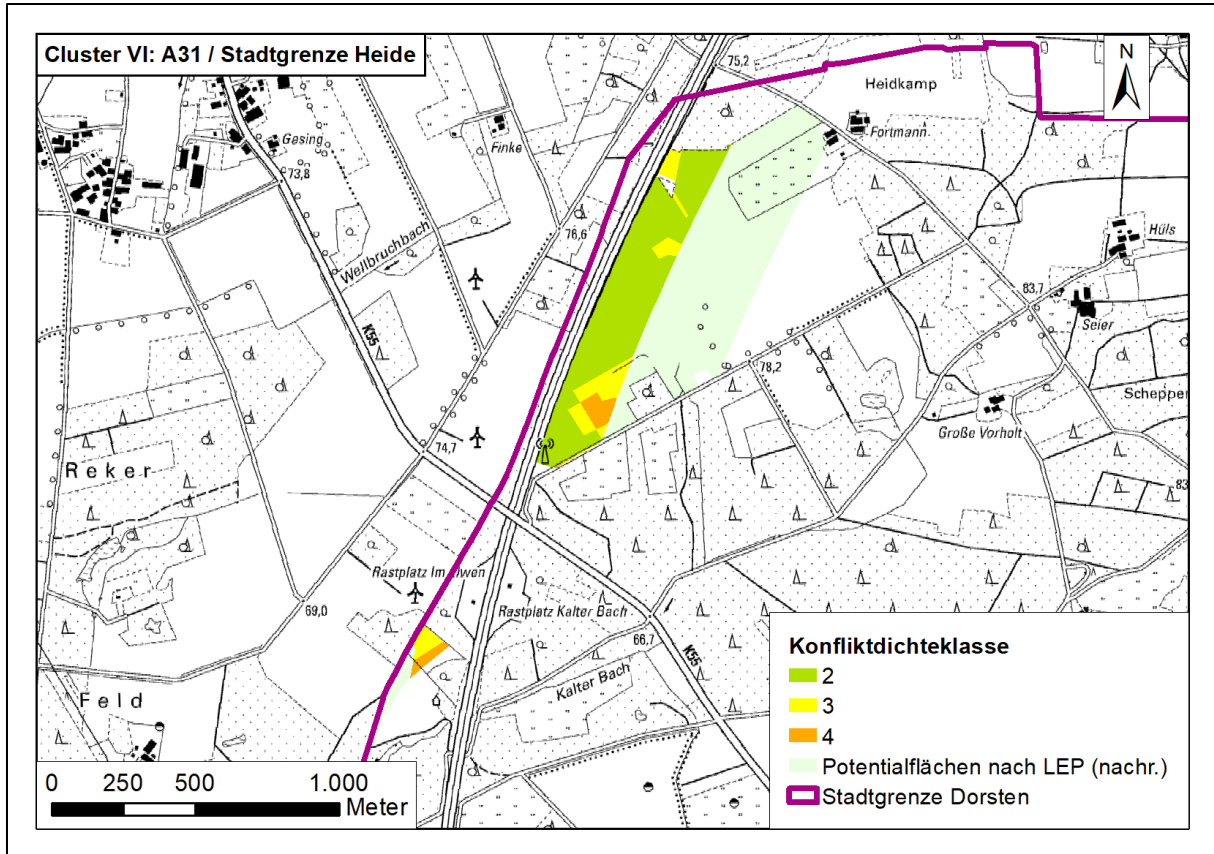 Cluster VI: A31 / Stadtgrenze Heide
N
75,2
Heidkamp
Fortmann
Gesing
Finke
73,8
76,6
Wellbruchbach
Hüls
83,7
Seier
K55
78,2
Schepper
Große Vorholt
74,7
Reker
83
Rastplatz Im
Rastplatz Kalter Bach
69,0
66,7
K55
Kalter Bach
Feld
Konfliktdichteklasse
2
3
4
Potentialflächen nach LEP (nachr.)
Stadtgrenze Dorsten
0 250 500 1.000
Meter